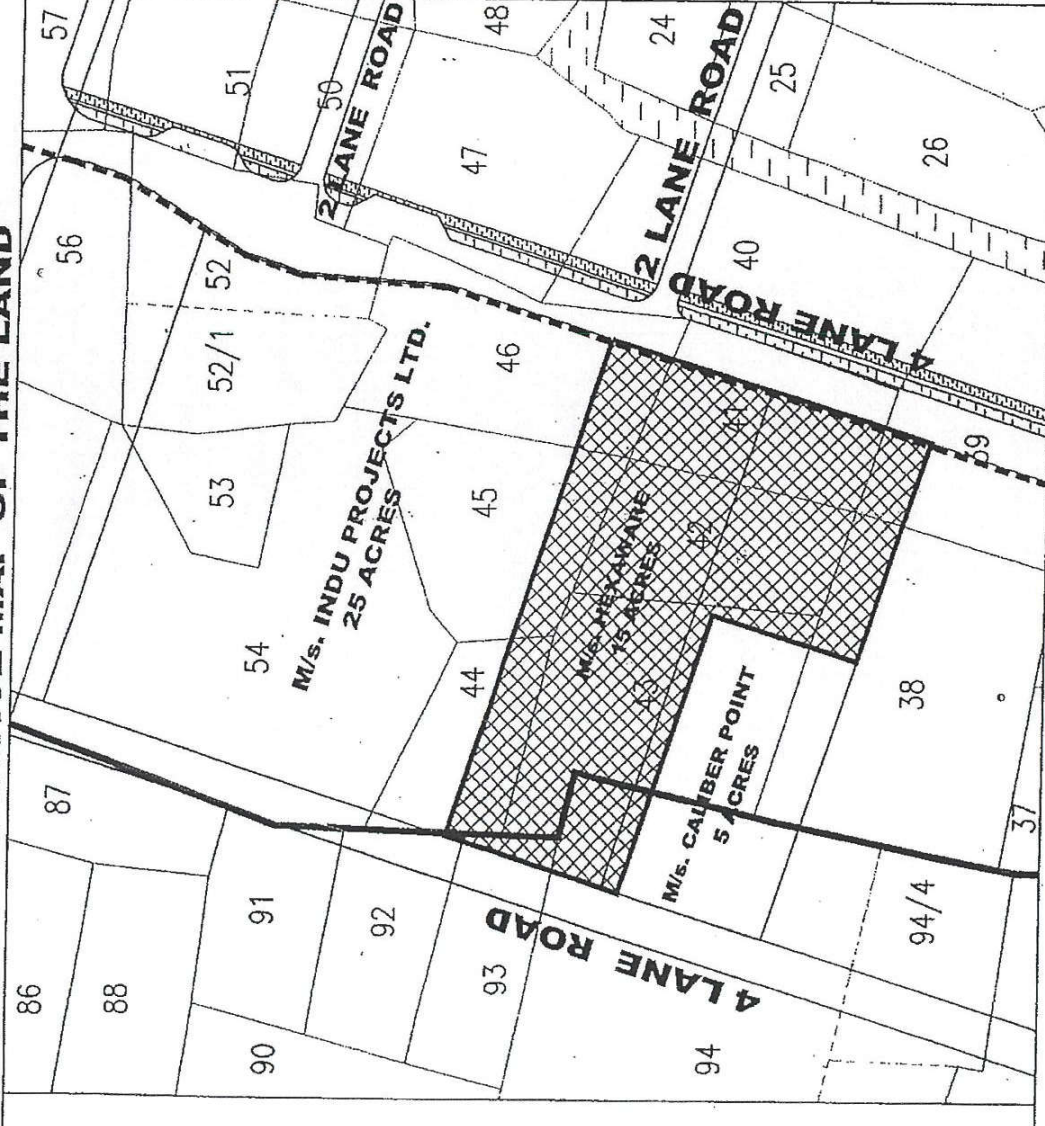 MAP OF THE LAND
57
48
24
51
50
2 LANE ROAD
25
47
2 LANE ROAD
26
56
52
40
4 LANE ROAD
52/1
46
M/s. INDU PROJECTS LTD.
25 ACRES
53
45
41
39
54
M/s. HEXAWARE
15 ACRES
42
44
43
38
M/s. CALIBER POINT
5 ACRES
87
37
91
92
94/4
4 LANE ROAD
86
88
93
90
94